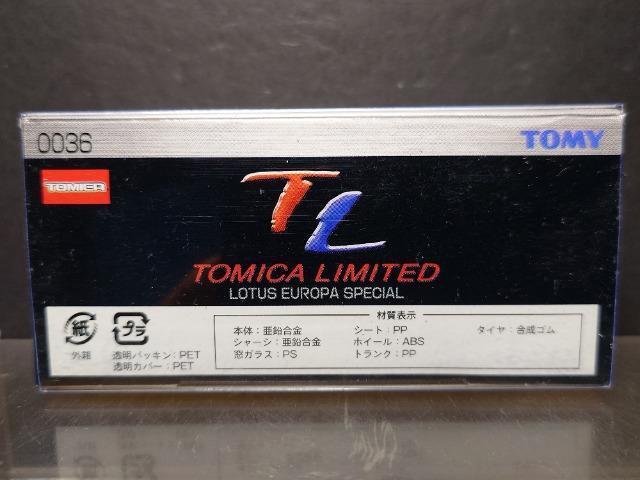 0036
TOMY
TOMICA
TL
TOMICA LIMITED
LOTUS EUROPA SPECIAL
材質表示
紙
プラ
外箱
透明パッキン:PET
透明カバー:PET
本体:亜鉛合金
シャーシ:亜鉛合金
窓ガラス:PS
シート:PP
ホイール:ABS
トランク:PP
タイヤ:合成ゴム